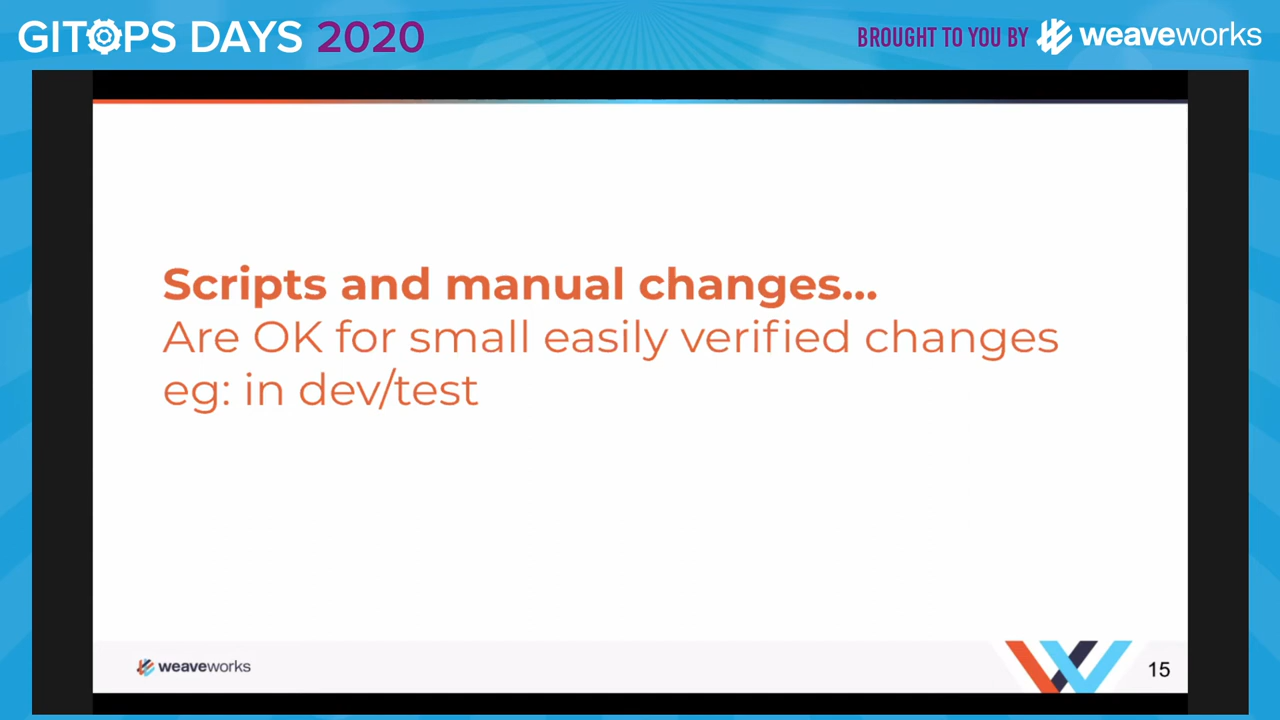 GITOPS DAYS 2020
BROUGHT TO YOU BY weaveworks
Scripts and manual changes...
Are OK for small easily verified changes
eg: in dev/test
weaveworks
15